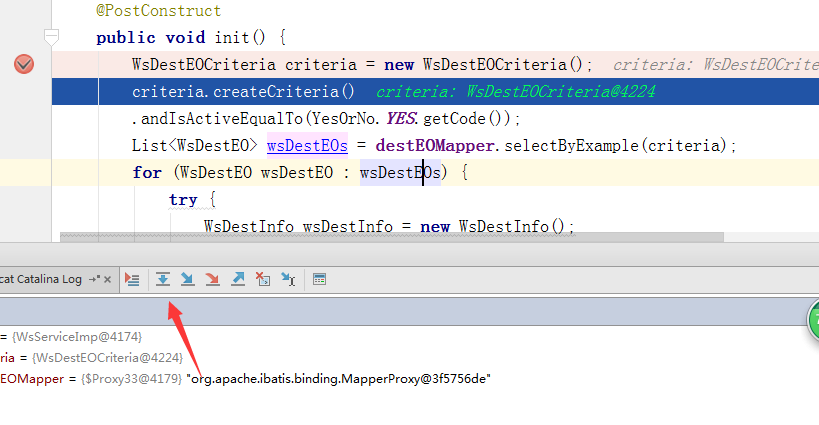 @PostConstruct
public void init() {
WsDestEOCriteria criteria = new WsDestEOCriteria(); criteria: WsDestEOCrite
criteria.createCriteria() criteria: WsDestEOCriteria@4224
.andIsActiveEqualTo(YesOrNo.YES.getCode());
List<WsDestEO> wsDestEOs = destEOMapper.selectByExample(criteria);
for (WsDestEO wsDestEO : wsDestEOs) {
try {
WsDestInfo wsDestInfo = new WsDestInfo();
cat Catalina Log
= {WsServiceImp@4174}
ria = {WsDestEOCriteria@4224}
EOMapper = {$Proxy33@4179} "org.apache.ibatis.binding.MapperProxy@3f5756de"